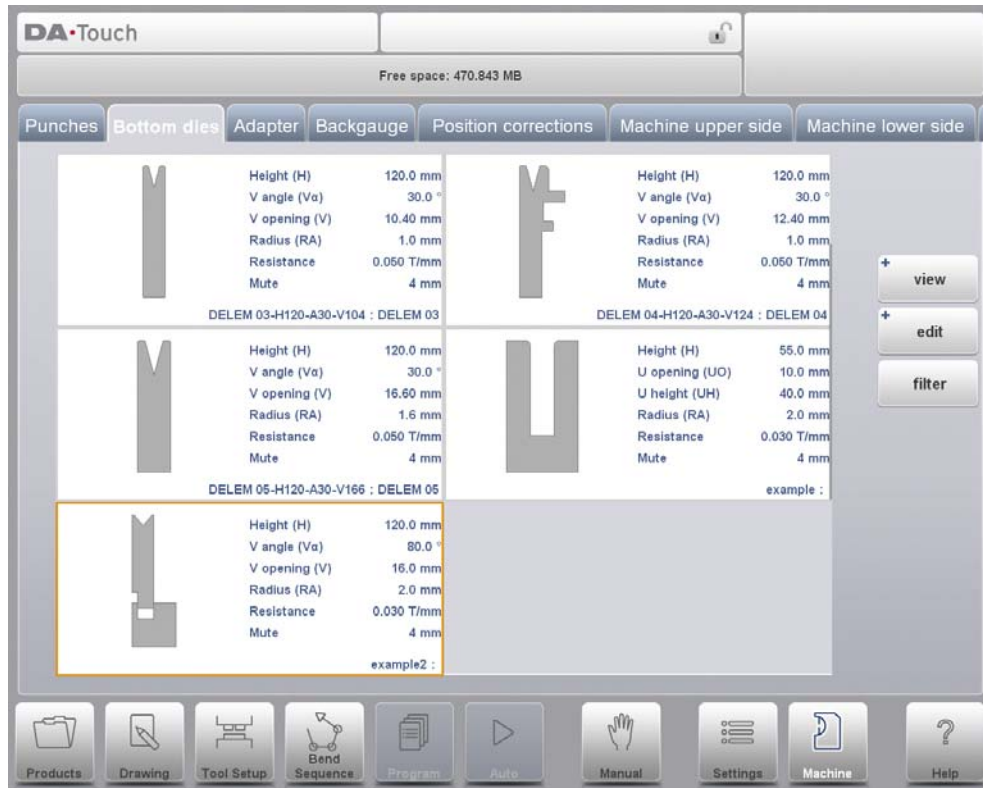 DA·Touch
Free space: 470.843 MB
Punches Bottom dies Adapter Backgauge Position corrections Machine upper side Machine lower side
Height (H) 120.0 mm
V angle (Vα) 30.0 °
V opening (V) 10.40 mm
Radius (RA) 1.0 mm
Resistance 0.050 T/mm
Mute 4 mm
DELEM 03-H120-A30-V104 : DELEM 03
Height (H) 120.0 mm
V angle (Vα) 30.0 °
V opening (V) 12.40 mm
Radius (RA) 1.0 mm
Resistance 0.050 T/mm
Mute 4 mm
DELEM 04-H120-A30-V124 : DELEM 04
Height (H) 120.0 mm
V angle (Vα) 30.0 °
V opening (V) 16.60 mm
Radius (RA) 1.6 mm
Resistance 0.050 T/mm
Mute 4 mm
DELEM 05-H120-A30-V166 : DELEM 05
Height (H) 55.0 mm
U opening (UO) 10.0 mm
U height (UH) 40.0 mm
Radius (RA) 2.0 mm
Resistance 0.030 T/mm
Mute 4 mm
example :
Height (H) 120.0 mm
V angle (Vα) 80.0 °
V opening (V) 16.0 mm
Radius (RA) 2.0 mm
Resistance 0.030 T/mm
Mute 4 mm
example2 :
+ view
+ edit
filter
Products
Drawing
Tool Setup
Bend
Sequence
Program
Auto
Manual
Settings
Machine
? Help